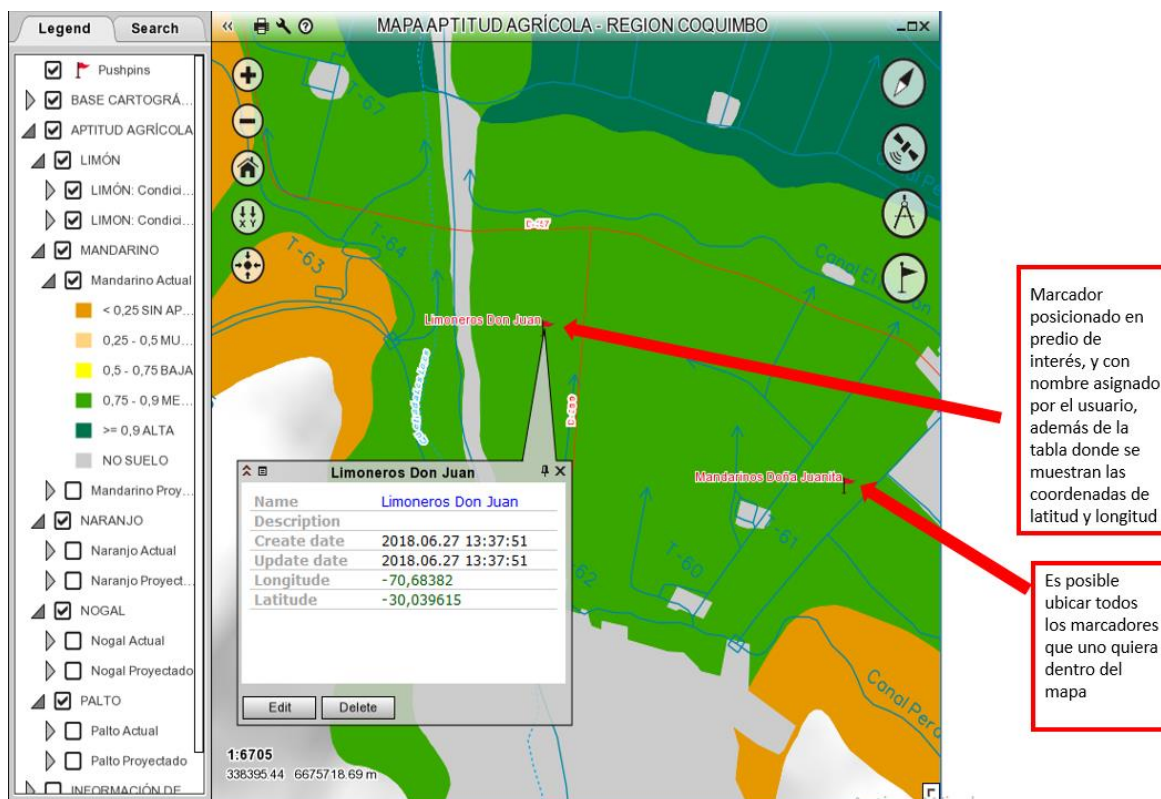 Legend
Search
Pushpins
BASE CARTOGRÁ...
APTITUD AGRÍCOLA
LIMÓN
LIMÓN: Condici...
LIMON: Condici...
MANDARINO
Mandarino Actual
< 0,25 SIN AP...
0,25 - 0,5 MU...
0,5 - 0,75 BAJA
0,75 - 0,9 ME...
>= 0,9 ALTA
NO SUELO
Mandarino Proy...
NARANJO
Naranjo Actual
Naranjo Proyect...
NOGAL
Nogal Actual
Nogal Proyectado
PALTO
Palto Actual
Palto Proyectado
INFORMACIÓN DE
MAPA APTITUD AGRÍCOLA - REGION COQUIMBO
X Y
T-67
T-63
T-64
Limoneros Don Juan
Mandarinos Doña Juanita
T-61
T-60
Limoneros Don Juan
Name Limoneros Don Juan
Description
Create date 2018.06.27 13:37:51
Update date 2018.06.27 13:37:51
Longitude -70,68382
Latitude -30,039615
Edit
Delete
1:6705
338395.44 6675718.69 m
Marcador
posicionado en
predio de
interés, y con
nombre asignado
por el usuario,
además de la
tabla donde se
muestran las
coordenadas de
latitud y longitud
Es posible
ubicar todos
los marcadores
que uno quiera
dentro del
mapa